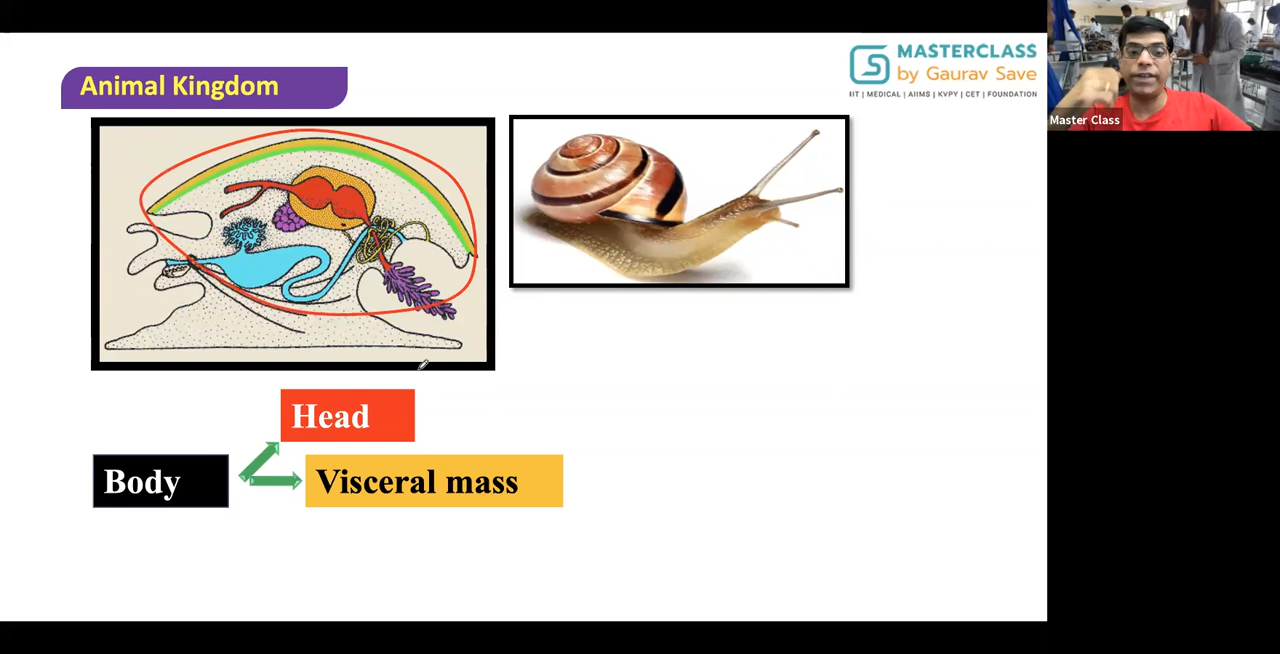 Animal Kingdom
MASTERCLASS
by Gaurav Save
IIT | MEDICAL | AIIMS | KVPY | CET | FOUNDATION
Master Class
Head
Body
Visceral mass